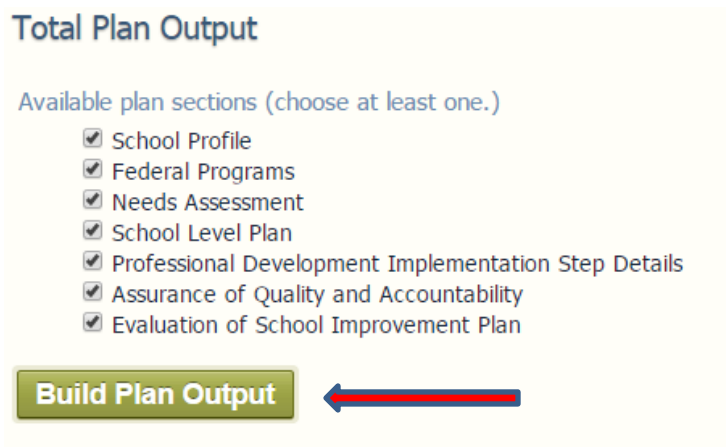 Total Plan Output
Available plan sections (choose at least one.)
School Profile
Federal Programs
Needs Assessment
School Level Plan
Professional Development Implementation Step Details
Assurance of Quality and Accountability
Evaluation of School Improvement Plan
Build Plan Output